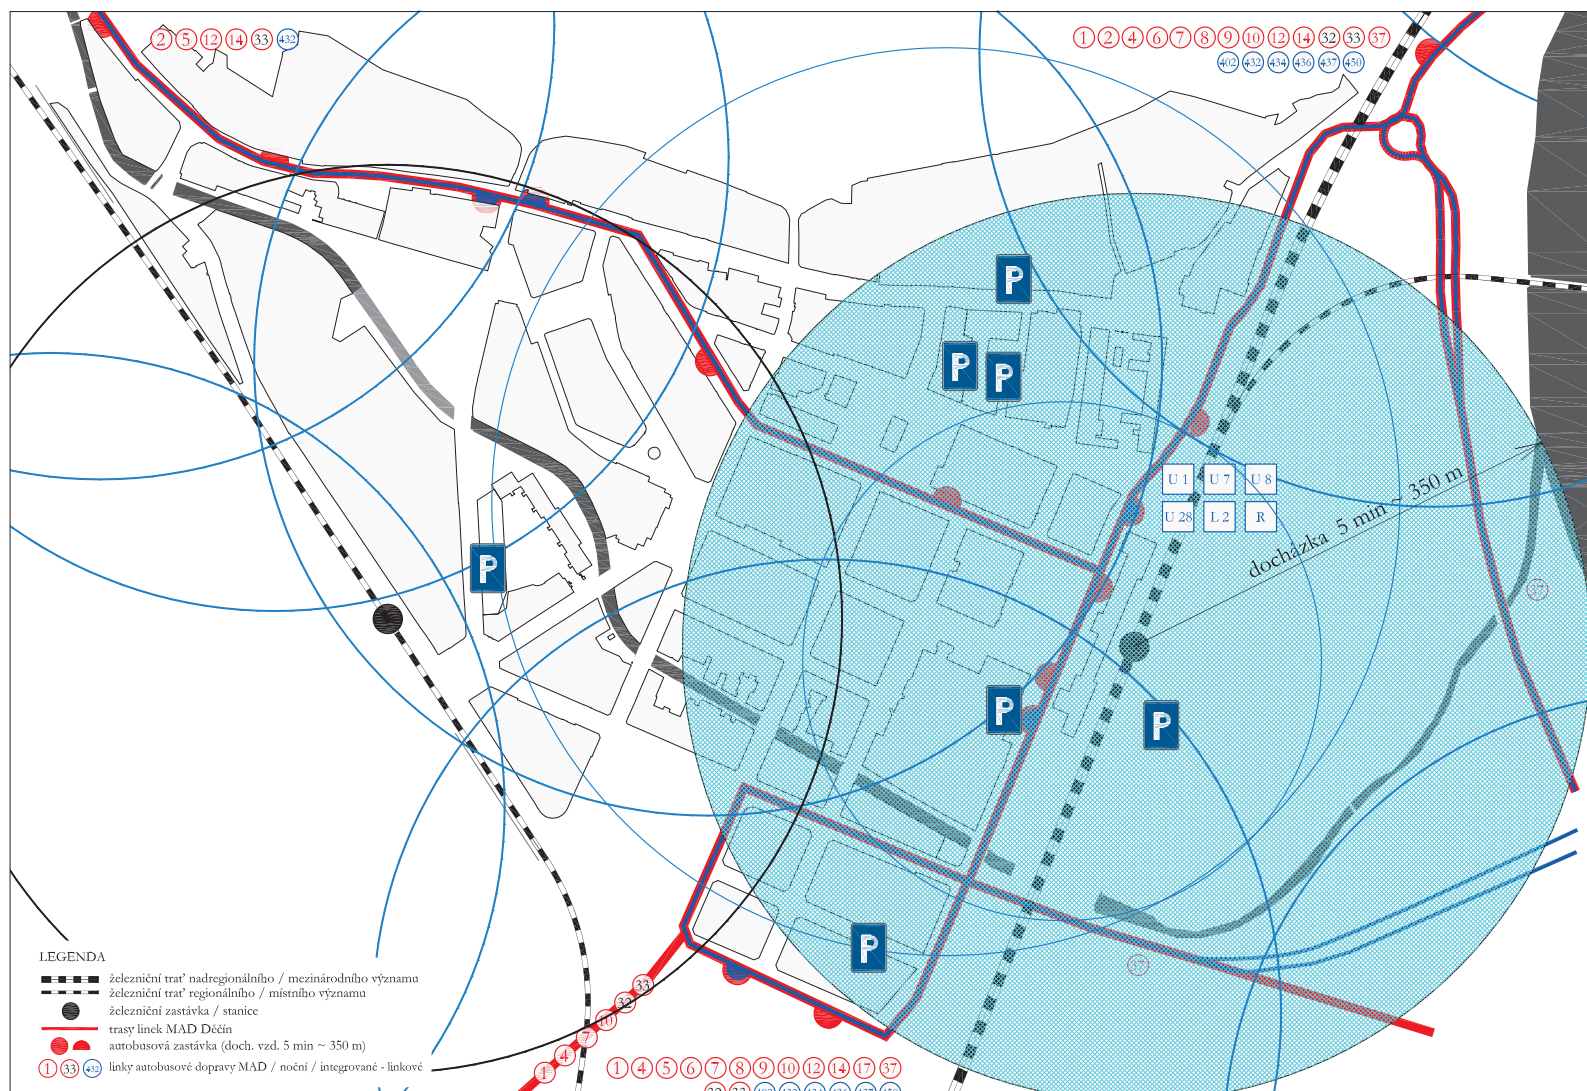 2 5 12 14 33 432
1 2 4 6 7 8 9 10 12 14 32 33 37
402 432 434 436 437 450
P
P
P
U 1 U 7 U 8
U 28 L 2 R
docházka 5 min ~ 350 m
P
P
P
P
LEGENDA
železniční trať nadregionálního / mezinárodního významu
železniční trať regionálního / místního významu
železniční zastávka / stanice
trasy linek MAD Děčín
autobusová zastávka (doch. vzd. 5 min ~ 350 m)
1 33 432 linky autobusové dopravy MAD / noční / integrované - linkové
33
32
10
7
4
1
1 4 5 6 7 8 9 10 12 14 17 37